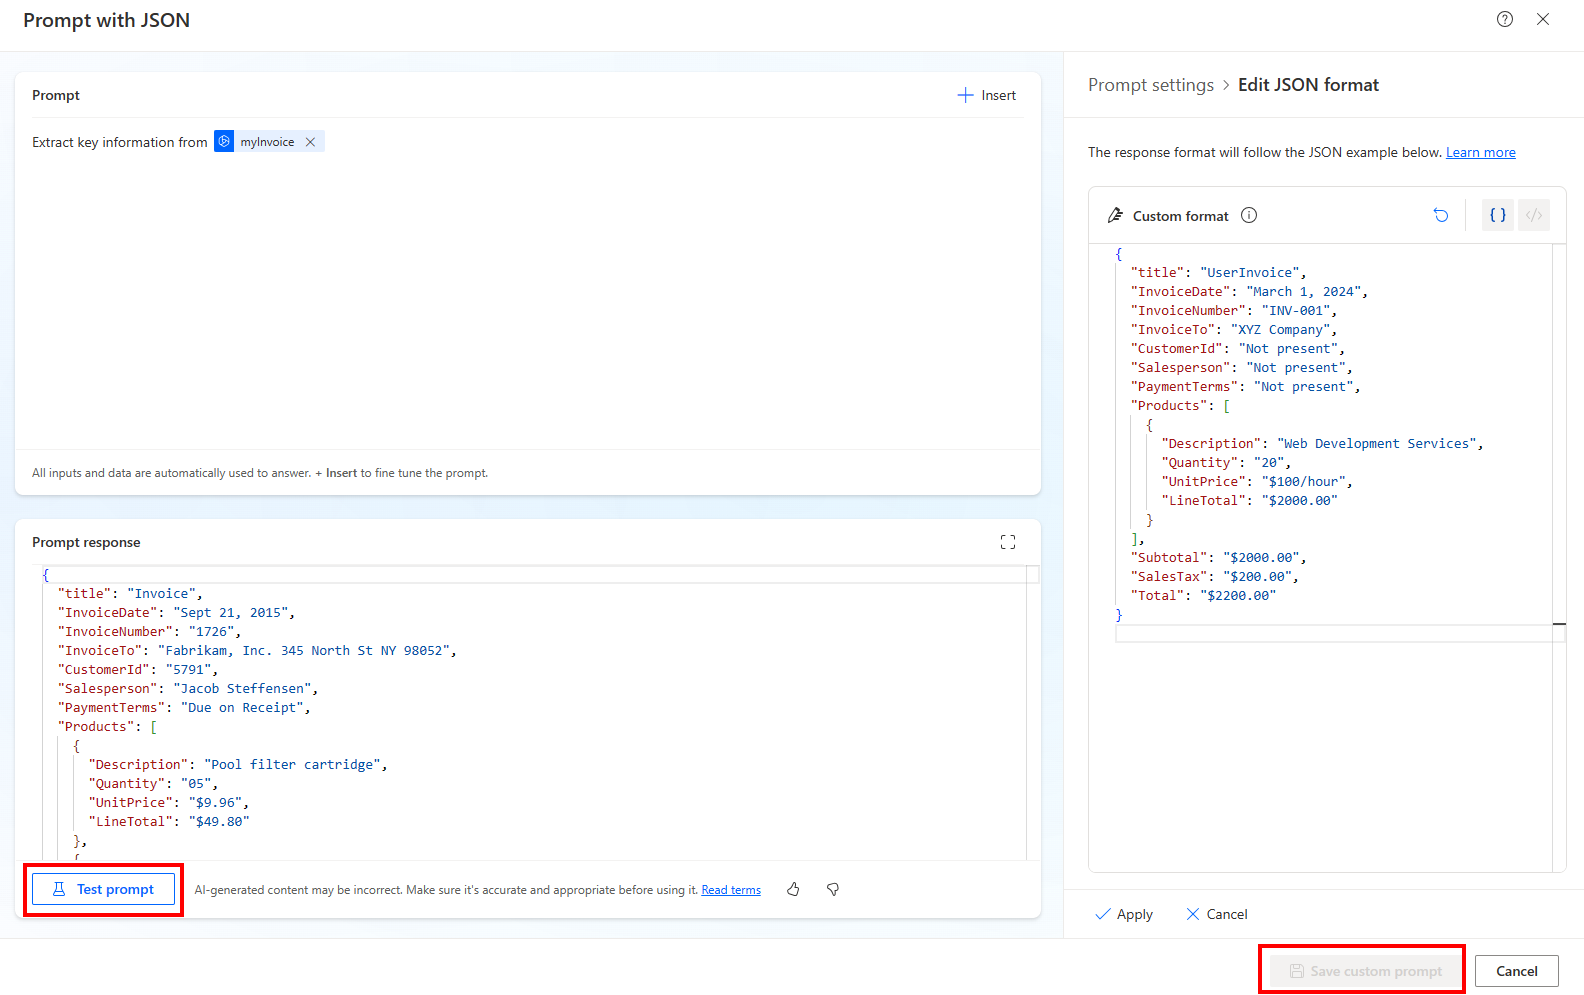 Prompt with JSON
Prompt
Insert
Extract key information from myInvoice
All inputs and data are automatically used to answer. + Insert to fine tune the prompt.
Prompt response
{
"title": "Invoice",
"InvoiceDate": "Sept 21, 2015",
"InvoiceNumber": "1726",
"InvoiceTo": "Fabrikam, Inc. 345 North St NY 98052",
"CustomerId": "5791",
"Salesperson": "Jacob Steffensen",
"PaymentTerms": "Due on Receipt",
"Products": [
{
"Description": "Pool filter cartridge",
"Quantity": "05",
"UnitPrice": "$9.96",
"LineTotal": "$49.80"
},
{
Test prompt
AI-generated content may be incorrect. Make sure it's accurate and appropriate before using it. Read terms
Prompt settings > Edit JSON format
The response format will follow the JSON example below. Learn more
Custom format
{ }
</>
{
"title": "UserInvoice",
"InvoiceDate": "March 1, 2024",
"InvoiceNumber": "INV-001",
"InvoiceTo": "XYZ Company",
"CustomerId": "Not present",
"Salesperson": "Not present",
"PaymentTerms": "Not present",
"Products": [
{
"Description": "Web Development Services",
"Quantity": "20",
"UnitPrice": "$100/hour",
"LineTotal": "$2000.00"
}
],
"Subtotal": "$2000.00",
"SalesTax": "$200.00",
"Total": "$2200.00"
}
Apply
Cancel
Save custom prompt
Cancel